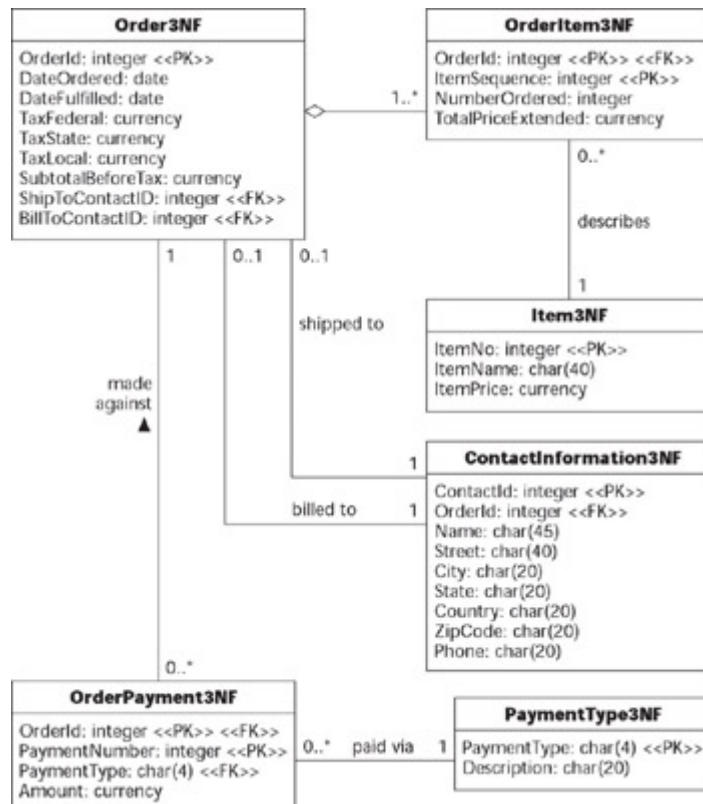 Order3NF
OrderId: integer <<PK>>
DateOrdered: date
DateFulfilled: date
TaxFederal: currency
TaxState: currency
TaxLocal: currency
SubtotalBeforeTax: currency
ShipToContactID: integer <<FK>>
BillToContactID: integer <<FK>>
1..*
OrderItem3NF
OrderId: integer <<PK>> <<FK>>
ItemSequence: integer <<PK>>
NumberOrdered: integer
TotalPriceExtended: currency
0..*
describes
1
Item3NF
ItemNo: integer <<PK>>
ItemName: char(40)
ItemPrice: currency
1
0..1
0..1
shipped to
1
made
against
billed to
1
ContactInformation3NF
ContactId: integer <<PK>>
OrderId: integer <<FK>>
Name: char(45)
Street: char(40)
City: char(20)
State: char(20)
Country: char(20)
ZipCode: char(20)
Phone: char(20)
0..*
OrderPayment3NF
OrderId: integer <<PK>> <<FK>>
PaymentNumber: integer <<PK>>
PaymentType: char(4) <<FK>>
Amount: currency
0..*
paid via
1
PaymentType3NF
PaymentType: char(4) <<PK>>
Description: char(20)